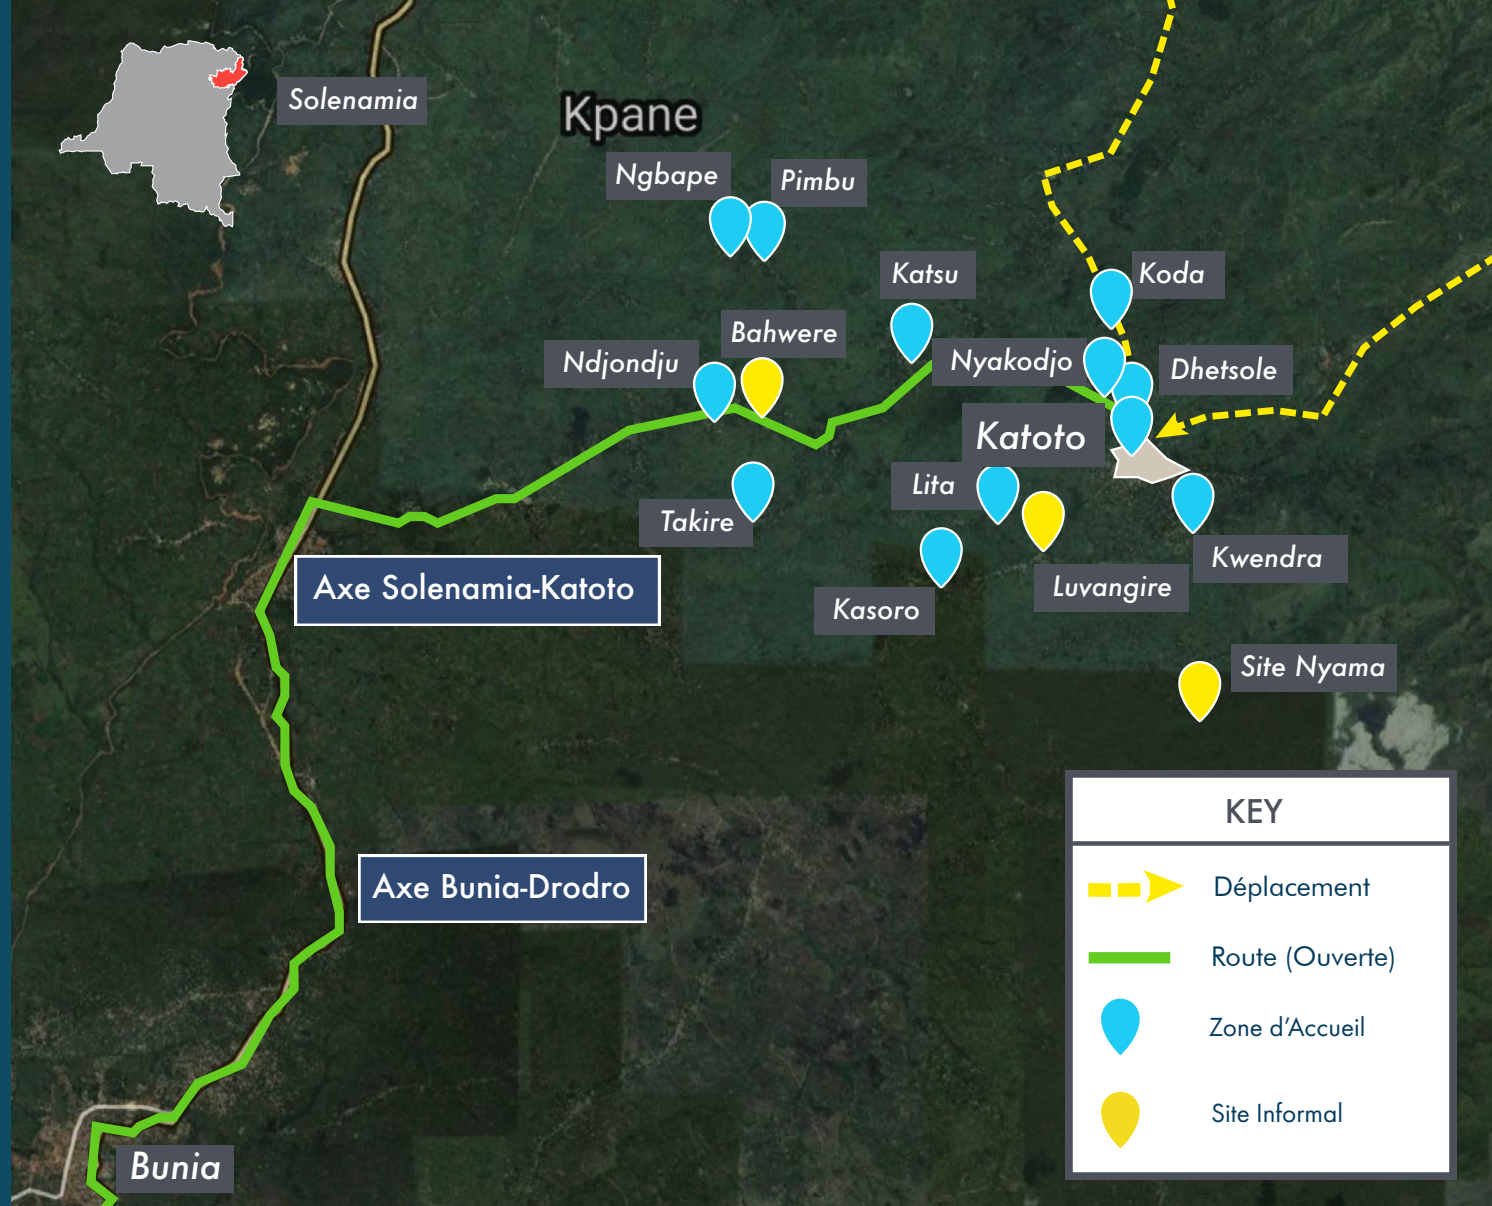 Solenamia
Kpane
Ngbape
Pimbu
Katsu
Koda
Bahwere
Ndjondju
Nyakodjo
Dhetsole
Katoto
Lita
Takire
Kwendra
Luvangire
Kasoro
Axe Solenamia-Katoto
Site Nyama
Axe Bunia-Drodro
Bunia
KEY
Déplacement
Route (Ouverte)
Zone d'Accueil
Site Informal